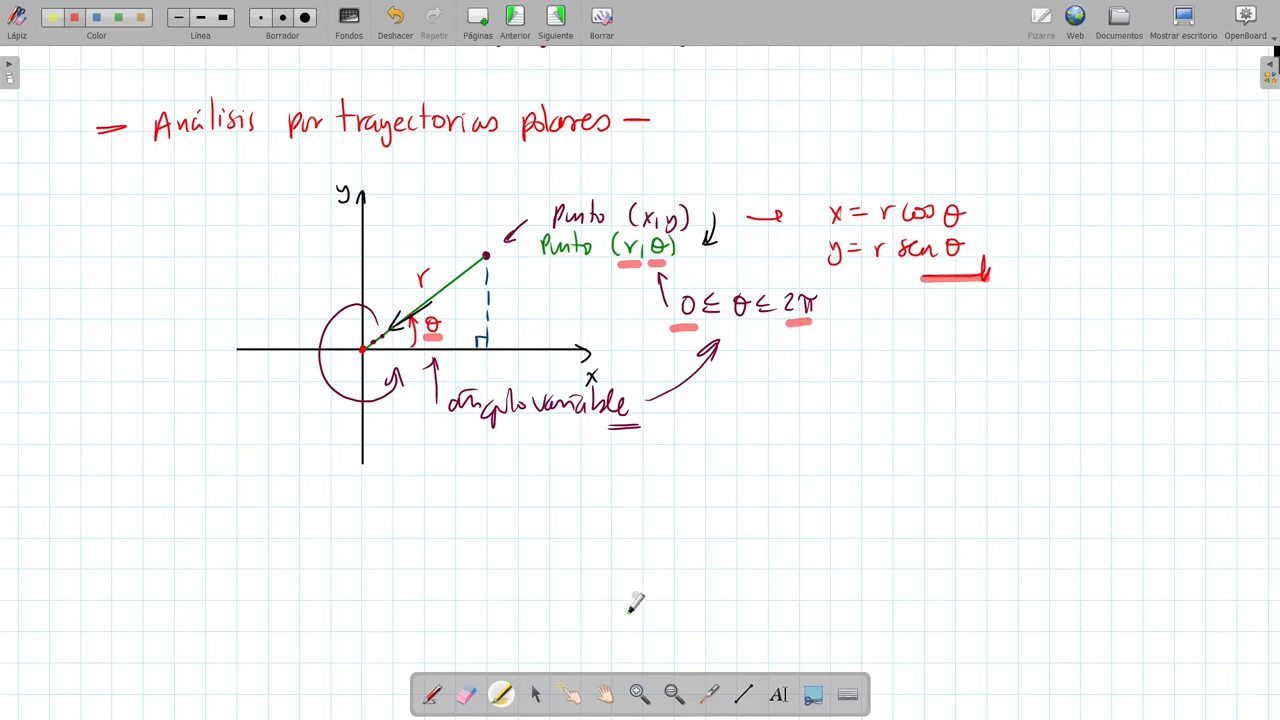 Lápiz
Color
Línea
Borrador
Fondos
Deshacer
Repetir
Páginas
Anterior
Siguiente
Borrar
Pizarra
Web
Documentos
Mostrar escritorio
OpenBoard
Análisis por trayectorias polares
y
Punto (x,y)
x = r cos θ
Punto (r,θ)
y = r sen θ
r
0 ≤ θ ≤ 2π
θ
x
ángulo variable